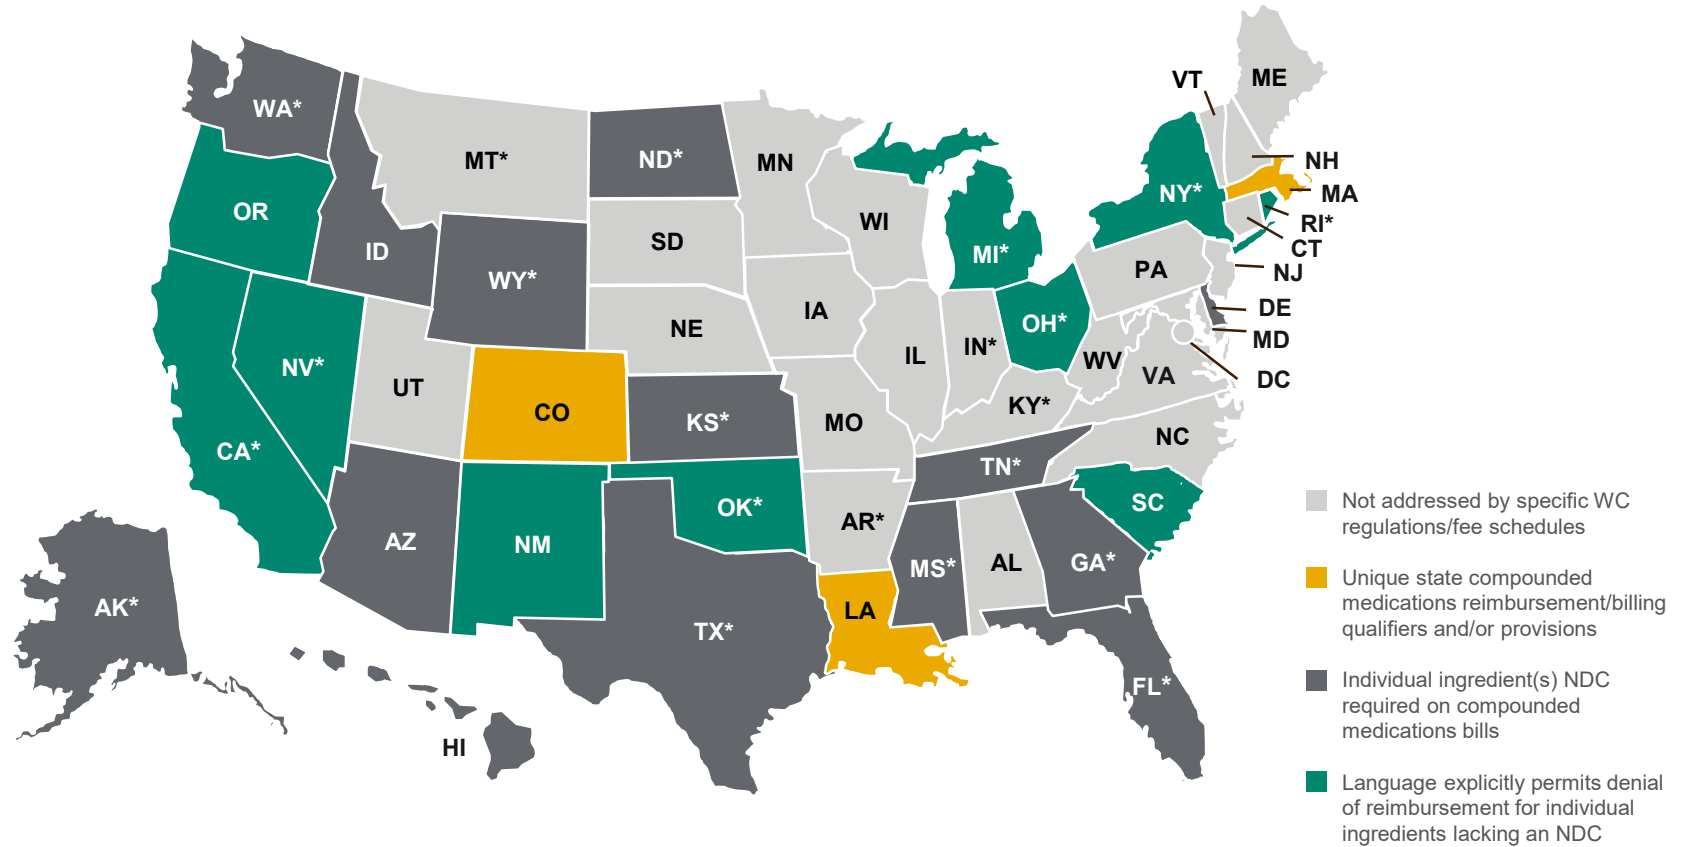 ME
VT
WA*
MT*
ND*
MN
NH
NY*
MA
OR
WI
RI*
SD
ID
CT
MI*
PA
NJ
WY*
DE
IA
OH*
NE
MD
IN*
IL
WV
NV*
VA
DC
UT
KY*
CO
KS*
MO
NC
CA*
TN*
SC
OK*
AR*
AZ
NM
MS*
AL
GA*
AK*
LA
TX*
FL*
HI
Not addressed by specific WC
regulations/fee schedules
Unique state compounded
medications reimbursement/billing
qualifiers and/or provisions
Individual ingredient(s) NDC
required on compounded
medications bills
Language explicitly permits denial
of reimbursement for individual
ingredients lacking an NDC